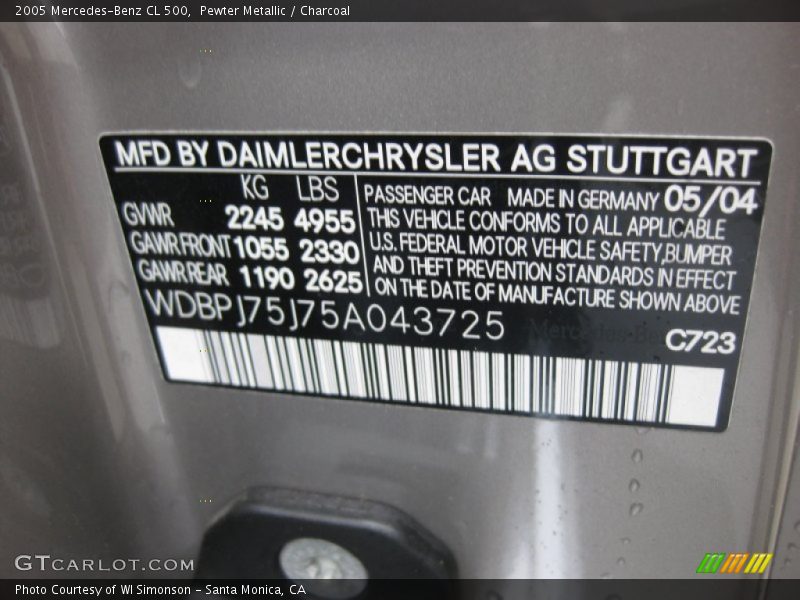 2005 Mercedes-Benz CL 500, Pewter Metallic / Charcoal
MFD BY DAIMLERCHRYSLER AG STUTTGART
KG LBS
GVWR 2245 4955
GAWR FRONT 1055 2330
GAWR REAR 1190 2625
PASSENGER CAR MADE IN GERMANY 05/04
THIS VEHICLE CONFORMS TO ALL APPLICABLE
U.S. FEDERAL MOTOR VEHICLE SAFETY,BUMPER
AND THEFT PREVENTION STANDARDS IN EFFECT
ON THE DATE OF MANUFACTURE SHOWN ABOVE
WDBPJ75J75A043725
Mercedes-Benz
C723
GTCARLOT.COM
Photo Courtesy of WI Simonson - Santa Monica, CA